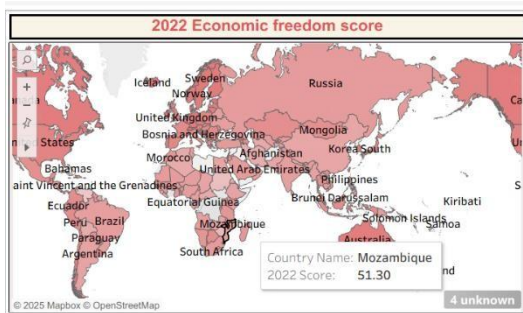 2022 Economic freedom score
Iceland
Sweden
Norway
Russia
United Kingdom
Bosnia and Herzegovina
Mongolia
Ca
States
Morocco
Afghanistan
Korea South
Bahamas
United Arab Emirates
aint Vincent and the Grenadines
Philippines
Equatorial Guinea
Brunei Darussalam
Kiribati
S
Ecuador
Peru
Brazil
Mozambique
Solomon Islands
Samoa
Paraguay
Argentina
South Africa
Australia
Country Name: Mozambique
2022 Score: 51.30
nd
4 unknown
© 2025 Mapbox © OpenStreetMap